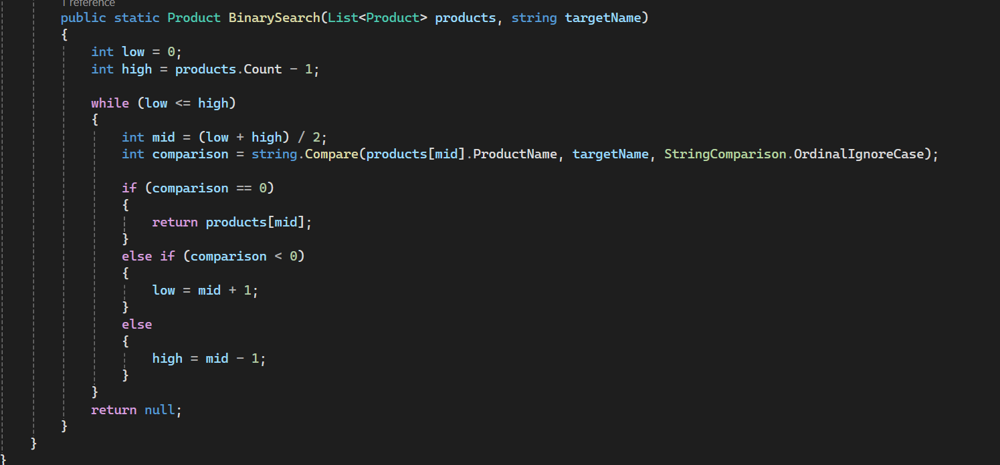 1 reference
public static Product BinarySearch(List<Product> products, string targetName)
{
int low = 0;
int high = products.Count - 1;
while (low <= high)
{
int mid = (low + high) / 2;
int comparison = string.Compare(products[mid].ProductName, targetName, StringComparison.OrdinalIgnoreCase);
if (comparison == 0)
{
return products[mid];
}
else if (comparison < 0)
{
low = mid + 1;
}
else
{
high = mid - 1;
}
}
return null;
}
}
}